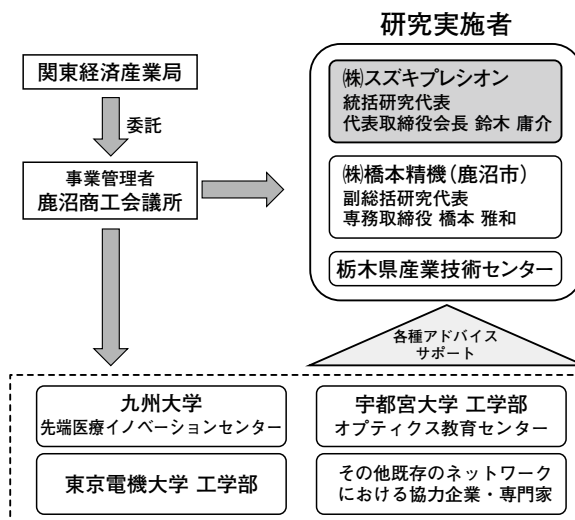 研究実施者
関東経済産業局
委託
事業管理者
鹿沼商工会議所
㈱スズキプレシオン
統括研究代表
代表取締役会長 鈴木 庸介
㈱橋本精機（鹿沼市）
副総括研究代表
専務取締役 橋本 雅和
栃木県産業技術センター
各種アドバイス
サポート
九州大学
先端医療イノベーションセンター
宇都宮大学 工学部
オプティクス教育センター
東京電機大学 工学部
その他既存のネットワーク
における協力企業・専門家